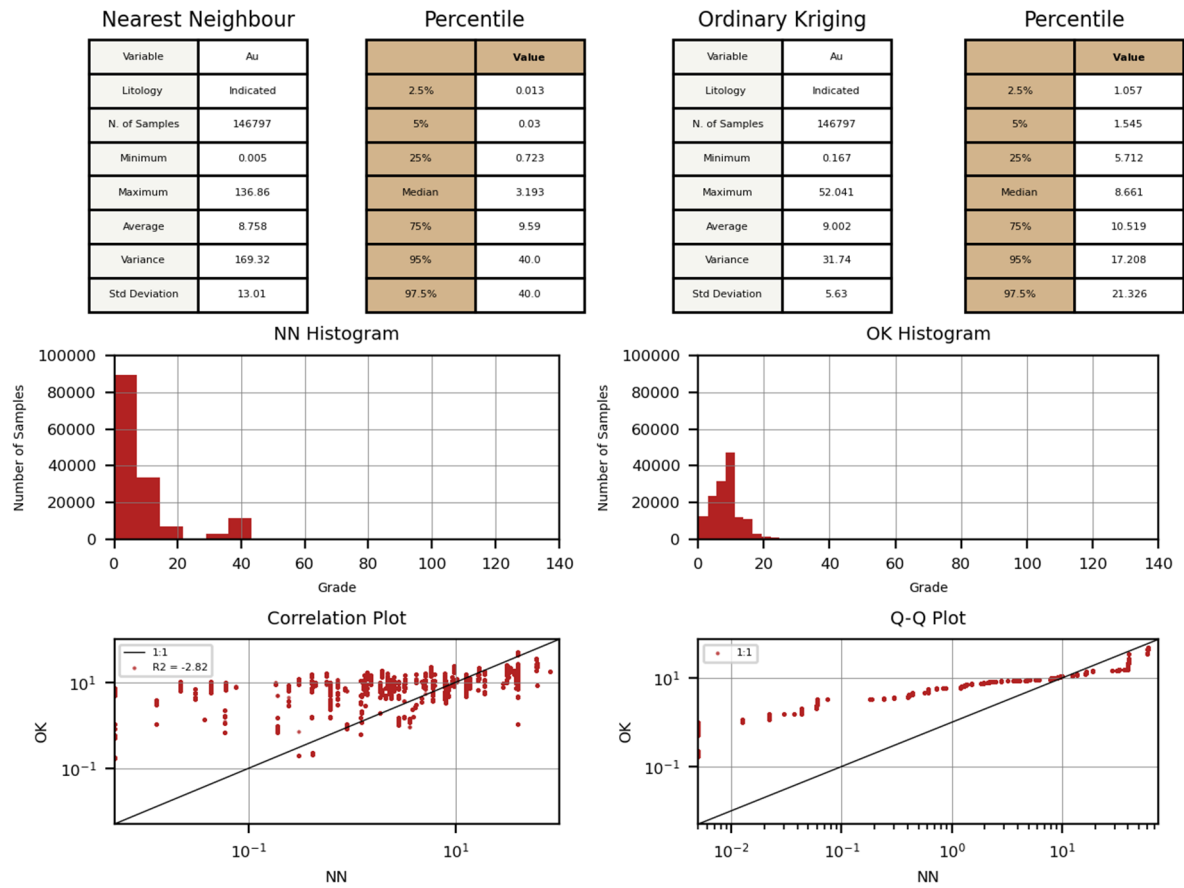 Nearest Neighbour
Variable Au
Litology Indicated
N. of Samples 146797
Minimum 0.005
Maximum 136.86
Average 8.758
Variance 169.32
Std Deviation 13.01
Percentile
Value
2.5% 0.013
5% 0.03
25% 0.723
Median 3.193
75% 9.59
95% 40.0
97.5% 40.0
Ordinary Kriging
Variable Au
Litology Indicated
N. of Samples 146797
Minimum 0.167
Maximum 52.041
Average 9.002
Variance 31.74
Std Deviation 5.63
Percentile
Value
2.5% 1.057
5% 1.545
25% 5.712
Median 8.661
75% 10.519
95% 17.208
97.5% 21.326
NN Histogram
Number of Samples
100000
80000
60000
40000
20000
0
0 20 40 60 80 100 120 140
Grade
OK Histogram
Number of Samples
100000
80000
60000
40000
20000
0
0 20 40 60 80 100 120 140
Grade
Correlation Plot
1:1
R2 = -2.82
OK
10¹
10⁻¹
10⁻¹ 10¹
NN
Q-Q Plot
1:1
OK
10¹
10⁻¹
10⁻² 10⁻¹ 10⁰ 10¹
NN